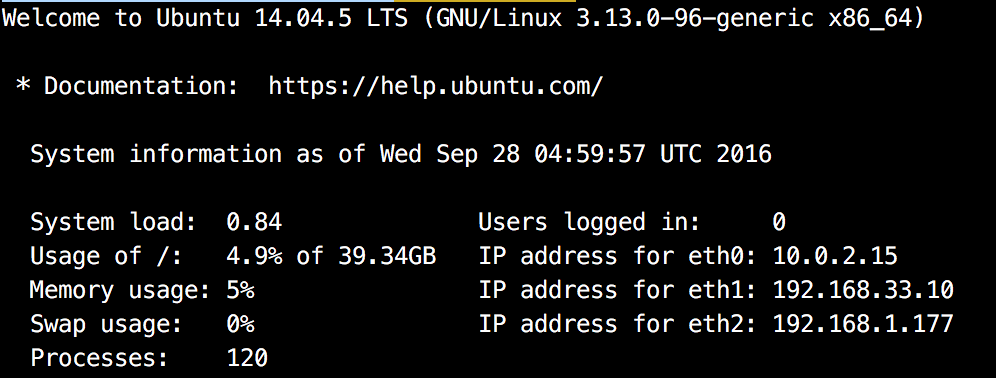 Welcome to Ubuntu 14.04.5 LTS (GNU/Linux 3.13.0-96-generic x86_64)
* Documentation:  https://help.ubuntu.com/
System information as of Wed Sep 28 04:59:57 UTC 2016
System load:  0.84              Users logged in:     0
Usage of /:   4.9% of 39.34GB   IP address for eth0: 10.0.2.15
Memory usage: 5%                IP address for eth1: 192.168.33.10
Swap usage:   0%                IP address for eth2: 192.168.1.177
Processes:    120